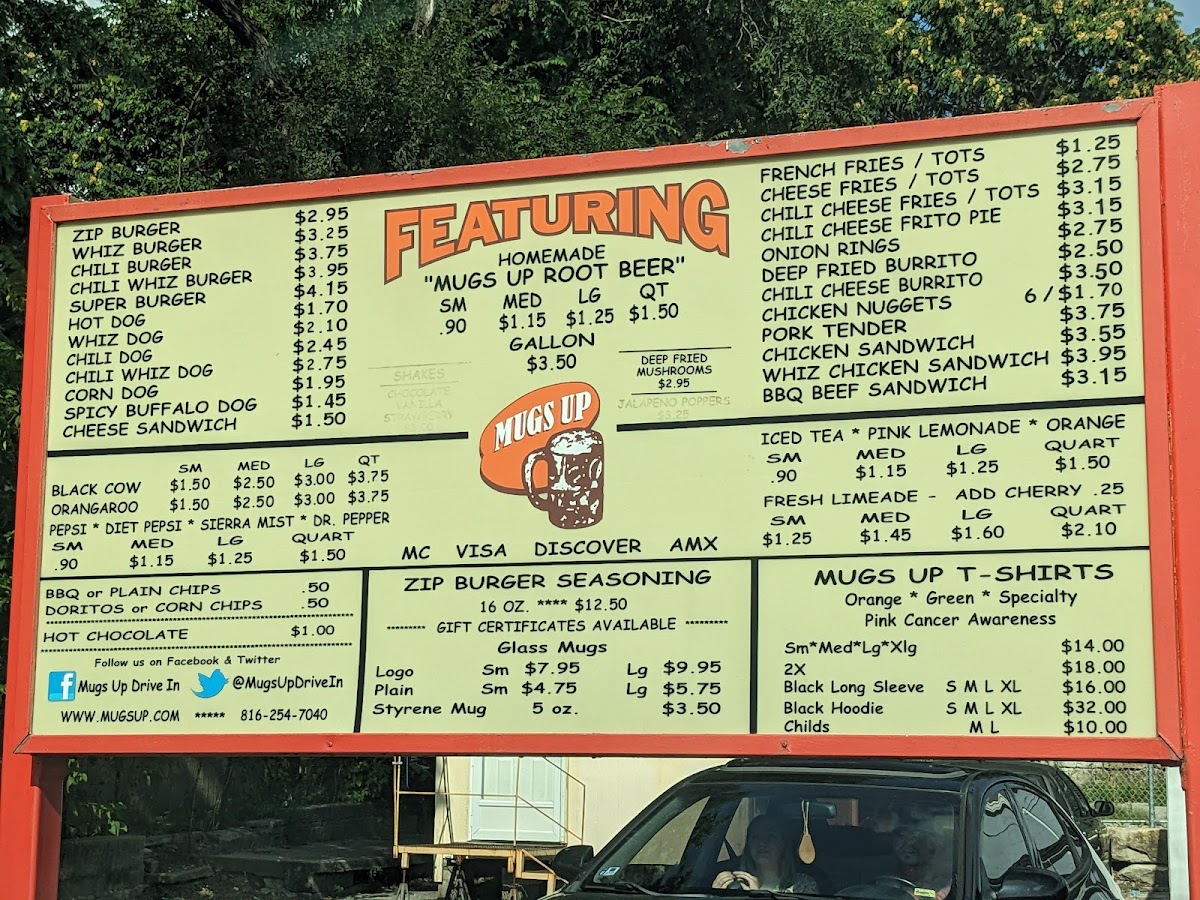 ZIP BURGER $2.95
WHIZ BURGER $3.25
CHILI BURGER $3.75
CHILI WHIZ BURGER $3.95
SUPER BURGER $4.15
HOT DOG $1.70
WHIZ DOG $2.10
CHILI DOG $2.45
CHILI WHIZ DOG $2.75
CORN DOG $1.95
SPICY BUFFALO DOG $1.45
CHEESE SANDWICH $1.50
FEATURING
HOMEMADE
"MUGS UP ROOT BEER"
SM MED LG QT
.90 $1.15 $1.25 $1.50
GALLON
$3.50
SHAKES
CHOCOLATE
VANILLA
STRAWBERRY
DEEP FRIED
MUSHROOMS
$2.95
JALAPENO POPPERS
$3.25
MUGS UP
MC VISA DISCOVER AMX
FRENCH FRIES / TOTS $1.25
CHEESE FRIES / TOTS $2.75
CHILI CHEESE FRIES / TOTS $3.15
CHILI CHEESE FRITO PIE $3.15
ONION RINGS $2.75
DEEP FRIED BURRITO $2.50
CHILI CHEESE BURRITO $3.50
CHICKEN NUGGETS 6 / $1.70
PORK TENDER $3.75
CHICKEN SANDWICH $3.55
WHIZ CHICKEN SANDWICH $3.95
BBQ BEEF SANDWICH $3.15
SM MED LG QT
BLACK COW $1.50 $2.50 $3.00 $3.75
ORANGAROO $1.50 $2.50 $3.00 $3.75
PEPSI * DIET PEPSI * SIERRA MIST * DR. PEPPER
SM MED LG QUART
.90 $1.15 $1.25 $1.50
ICED TEA * PINK LEMONADE * ORANGE
SM MED LG QUART
.90 $1.15 $1.25 $1.50
FRESH LIMEADE - ADD CHERRY .25
SM MED LG QUART
$1.25 $1.45 $1.60 $2.10
BBQ or PLAIN CHIPS .50
DORITOS or CORN CHIPS .50
HOT CHOCOLATE $1.00
Follow us on Facebook & Twitter
f Mugs Up Drive In @MugsUpDriveIn
WWW.MUGSUP.COM ***** 816-254-7040
ZIP BURGER SEASONING
16 OZ. **** $12.50
********* GIFT CERTIFICATES AVAILABLE *********
Glass Mugs
Logo Sm $7.95 Lg $9.95
Plain Sm $4.75 Lg $5.75
Styrene Mug 5 oz. $3.50
MUGS UP T-SHIRTS
Orange * Green * Specialty
Pink Cancer Awareness
Sm*Med*Lg*Xlg $14.00
2X $18.00
Black Long Sleeve S M L XL $16.00
Black Hoodie S M L XL $32.00
Childs M L $10.00